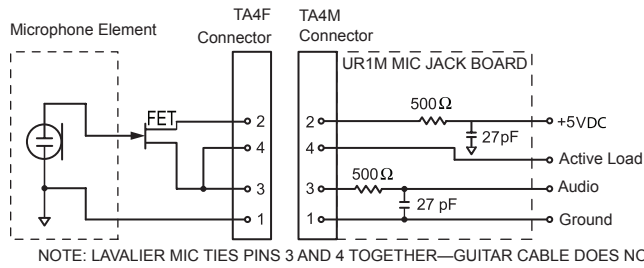 TA4F
TA4M
Microphone Element
Connector
Connector
UR1M MIC JACK BOARD
FET
500Ω
2
2
27pF
+5VDC
4
4
Active Load
500Ω
3
3
Audio
27 pF
1
1
Ground
NOTE: LAVALIER MIC TIES PINS 3 AND 4 TOGETHER—GUITAR CABLE DOES NO